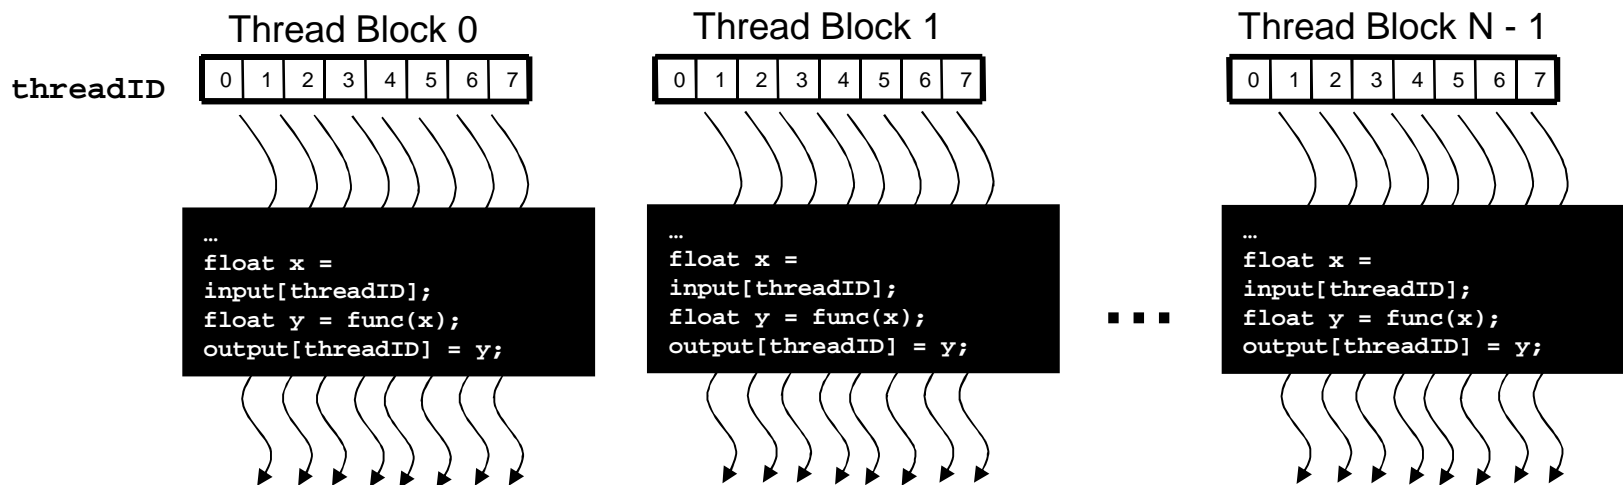 Thread Block 0
Thread Block 1
Thread Block N - 1
threadID
0 1 2 3 4 5 6 7
0 1 2 3 4 5 6 7
0 1 2 3 4 5 6 7
…
float x =
input[threadID];
float y = func(x);
output[threadID] = y;
…
float x =
input[threadID];
float y = func(x);
output[threadID] = y;
…
…
float x =
input[threadID];
float y = func(x);
output[threadID] = y;